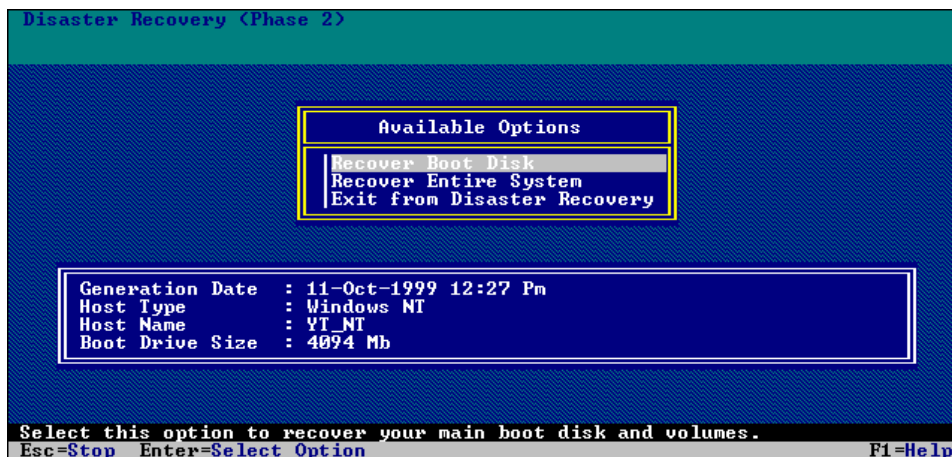 Disaster Recovery (Phase 2)
Available Options
Recover Boot Disk
Recover Entire System
Exit from Disaster Recovery
Generation Date : 11-Oct-1999 12:27 Pm
Host Type : Windows NT
Host Name : YT_NT
Boot Drive Size : 4094 Mb
Select this option to recover your main boot disk and volumes.
Esc=Stop Enter=Select Option F1=Help